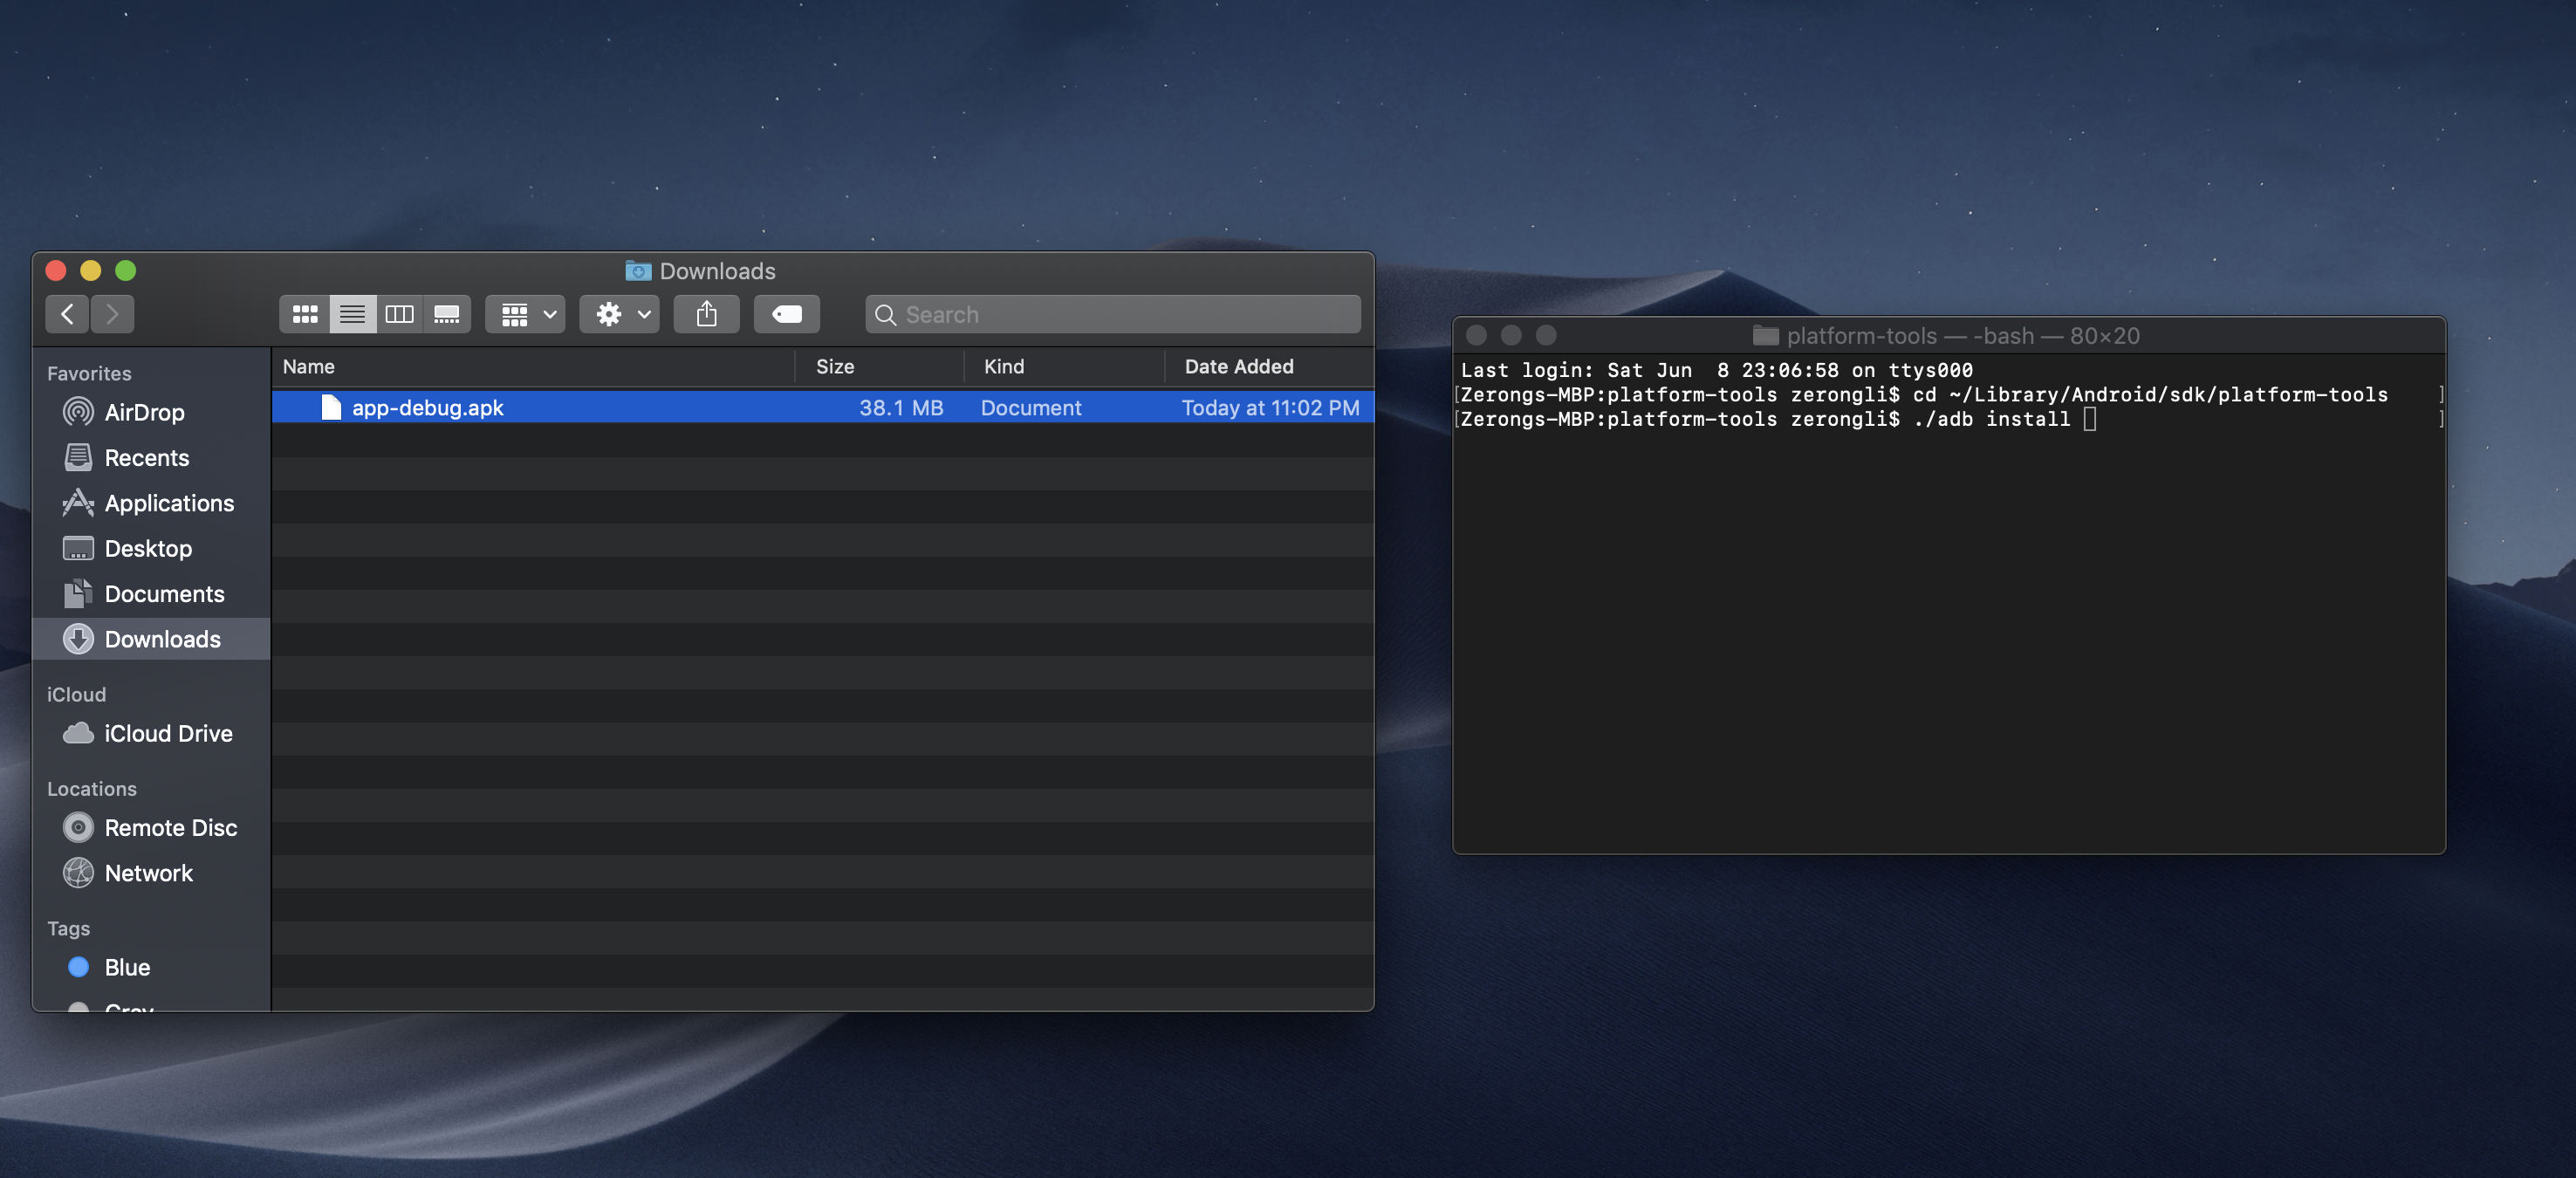 Downloads
Search
Favorites
AirDrop
Recents
Applications
Desktop
Documents
Downloads
iCloud
iCloud Drive
Locations
Remote Disc
Network
Tags
Blue
Gray
Name Size Kind Date Added
app-debug.apk 38.1 MB Document Today at 11:02 PM
platform-tools — -bash — 80×20
Last login: Sat Jun  8 23:06:58 on ttys000
[Zerongs-MBP:platform-tools zerongli$ cd ~/Library/Android/sdk/platform-tools ]
[Zerongs-MBP:platform-tools zerongli$ ./adb install ]